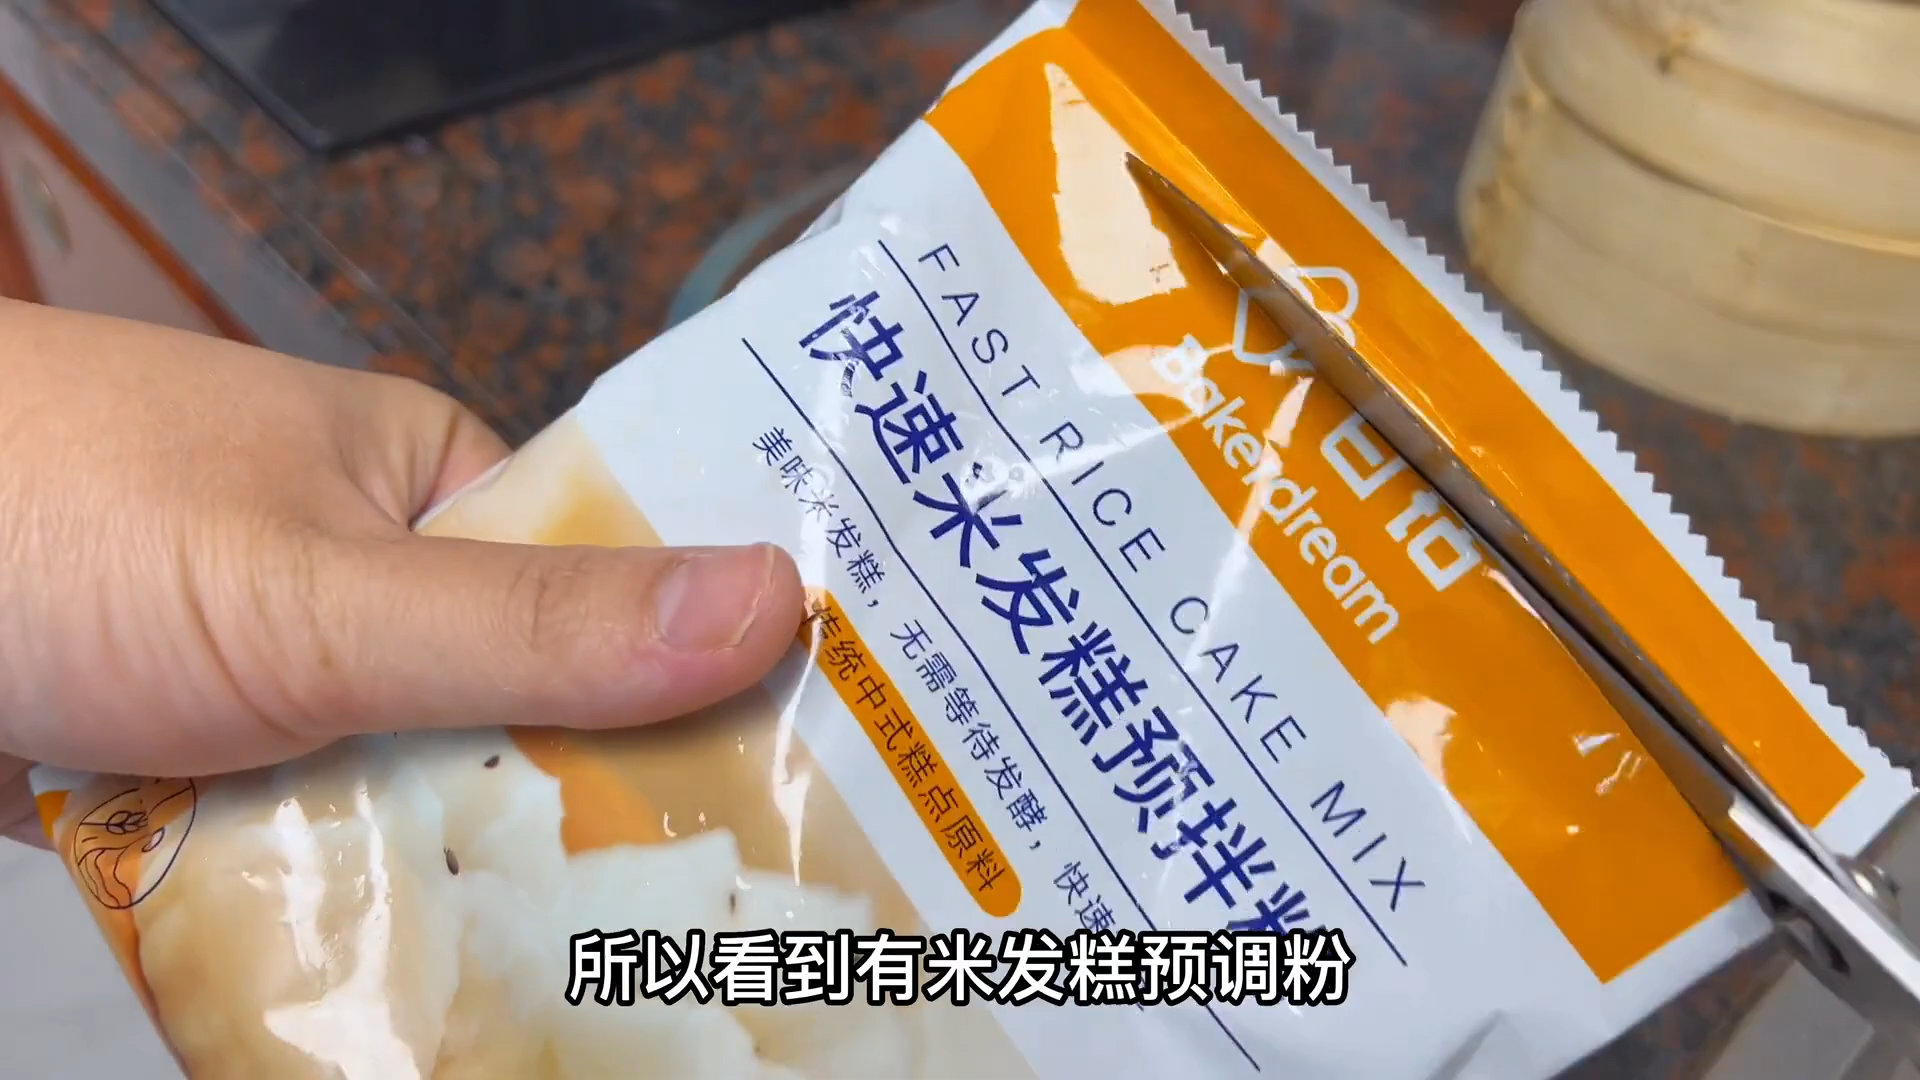 Bakerdream
FAST RICE CAKE MIX
快速米发糕预拌粉
美味米发糕，无需等待发酵，快速
传统中式糕点原料
所以看到有米发糕预调粉